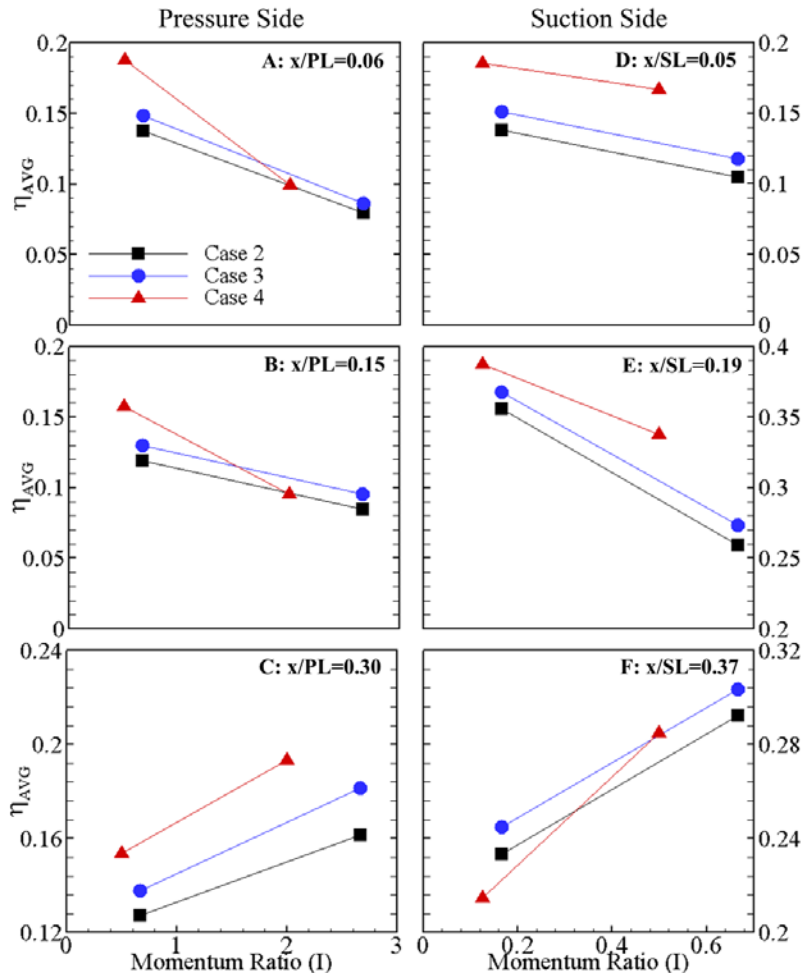 Pressure Side
Suction Side
0.2
0.15
0.1
0.05
0
ηAVG
A: x/PL=0.06
Case 2
Case 3
Case 4
D: x/SL=0.05
0.2
0.15
0.1
0.05
0
0.2
0.15
0.1
0.05
0
ηAVG
B: x/PL=0.15
E: x/SL=0.19
0.4
0.35
0.3
0.25
0.2
0.24
0.2
0.16
0.12
ηAVG
C: x/PL=0.30
0 1 2 3
Momentum Ratio (I)
F: x/SL=0.37
0.32
0.28
0.24
0.2
0 0.2 0.4 0.6
Momentum Ratio (I)